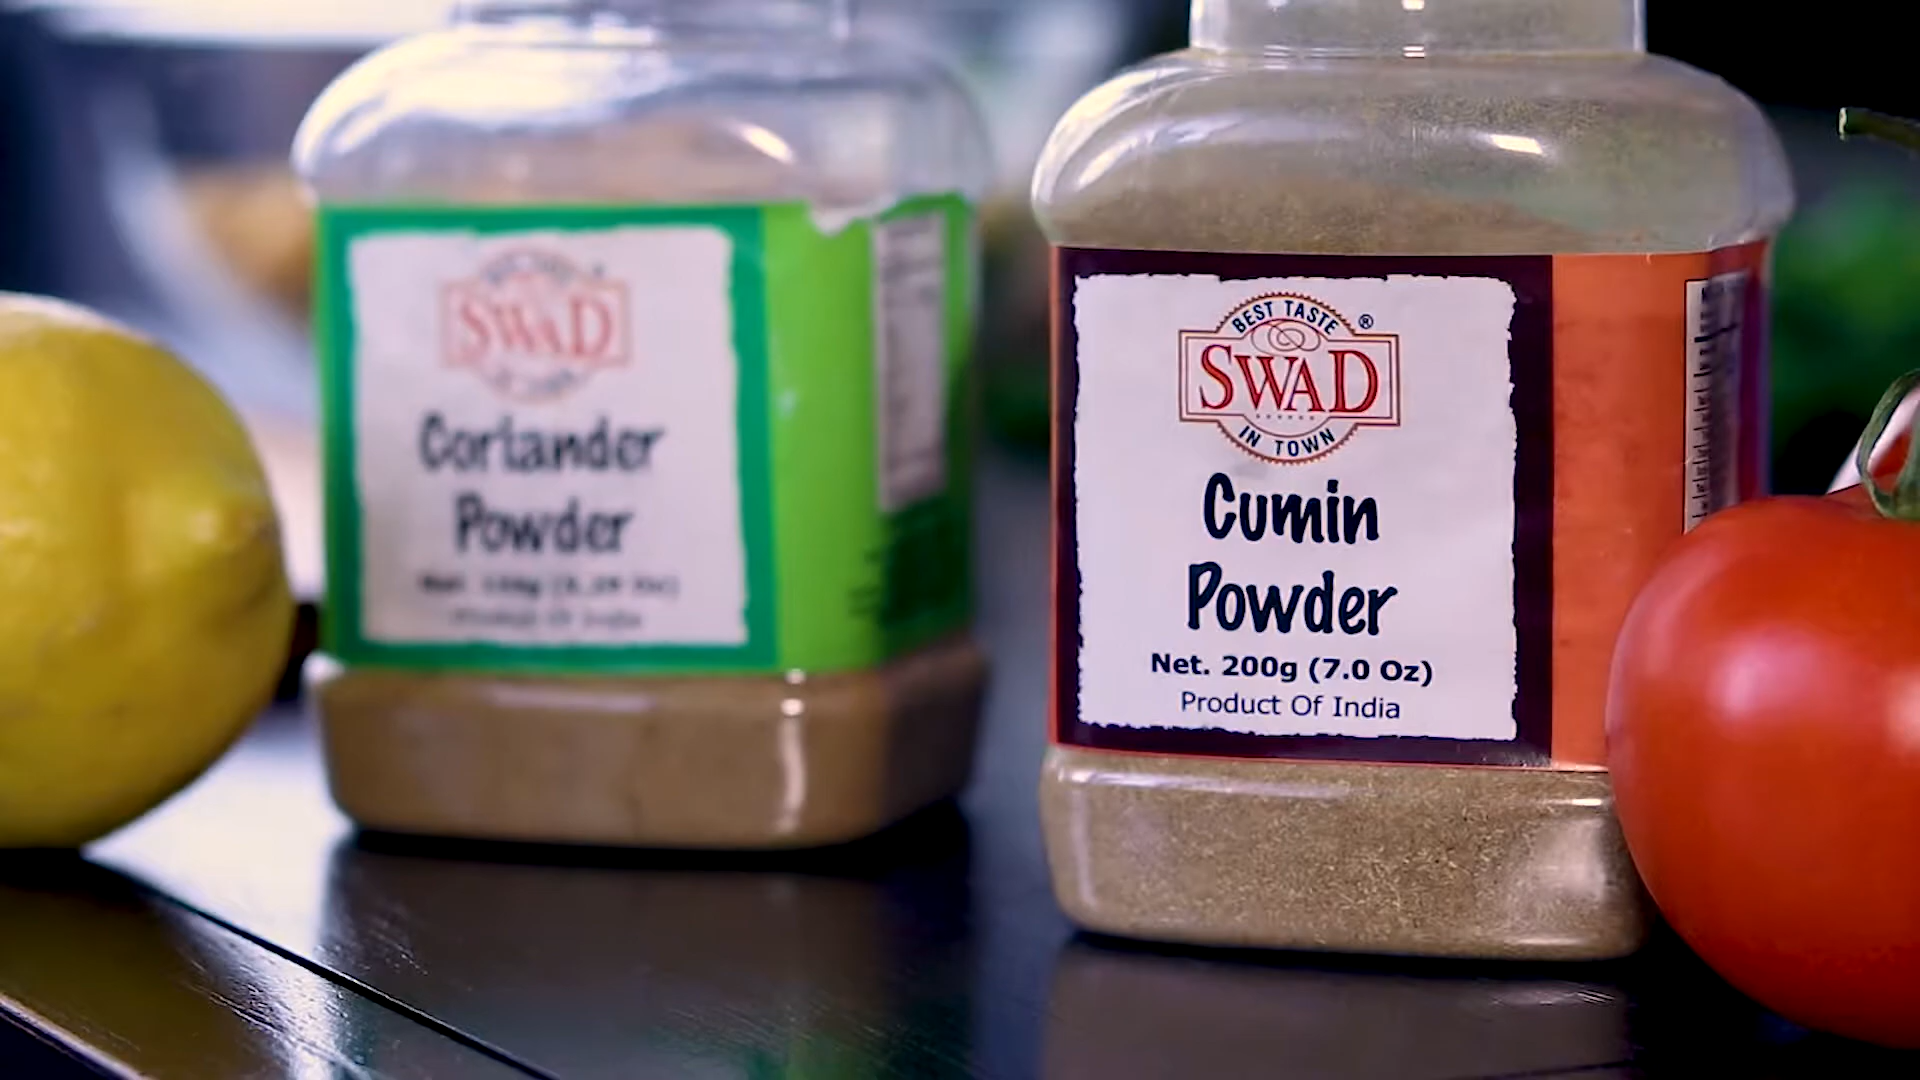 SWAD
Coriander
Powder
BEST TASTE ®
SWAD
IN TOWN
Cumin
Powder
Net. 200g (7.0 Oz)
Product Of India